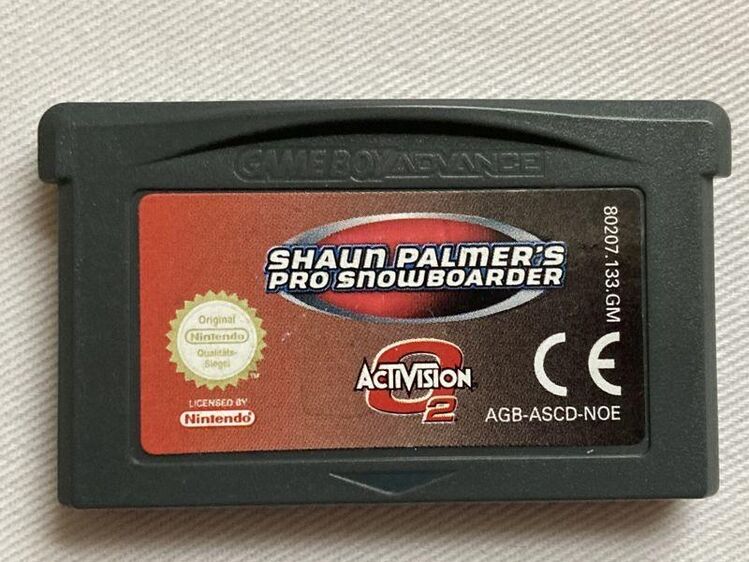 GAME BOY ADVANCE
SHAUN PALMER'S
PRO SNOWBOARDER
80207.133.GM
Original
Nintendo
Qualitäts-
Siegel
TM
LICENSED BY
Nintendo
ACTIVISION
O2
CE
AGB-ASCD-NOE